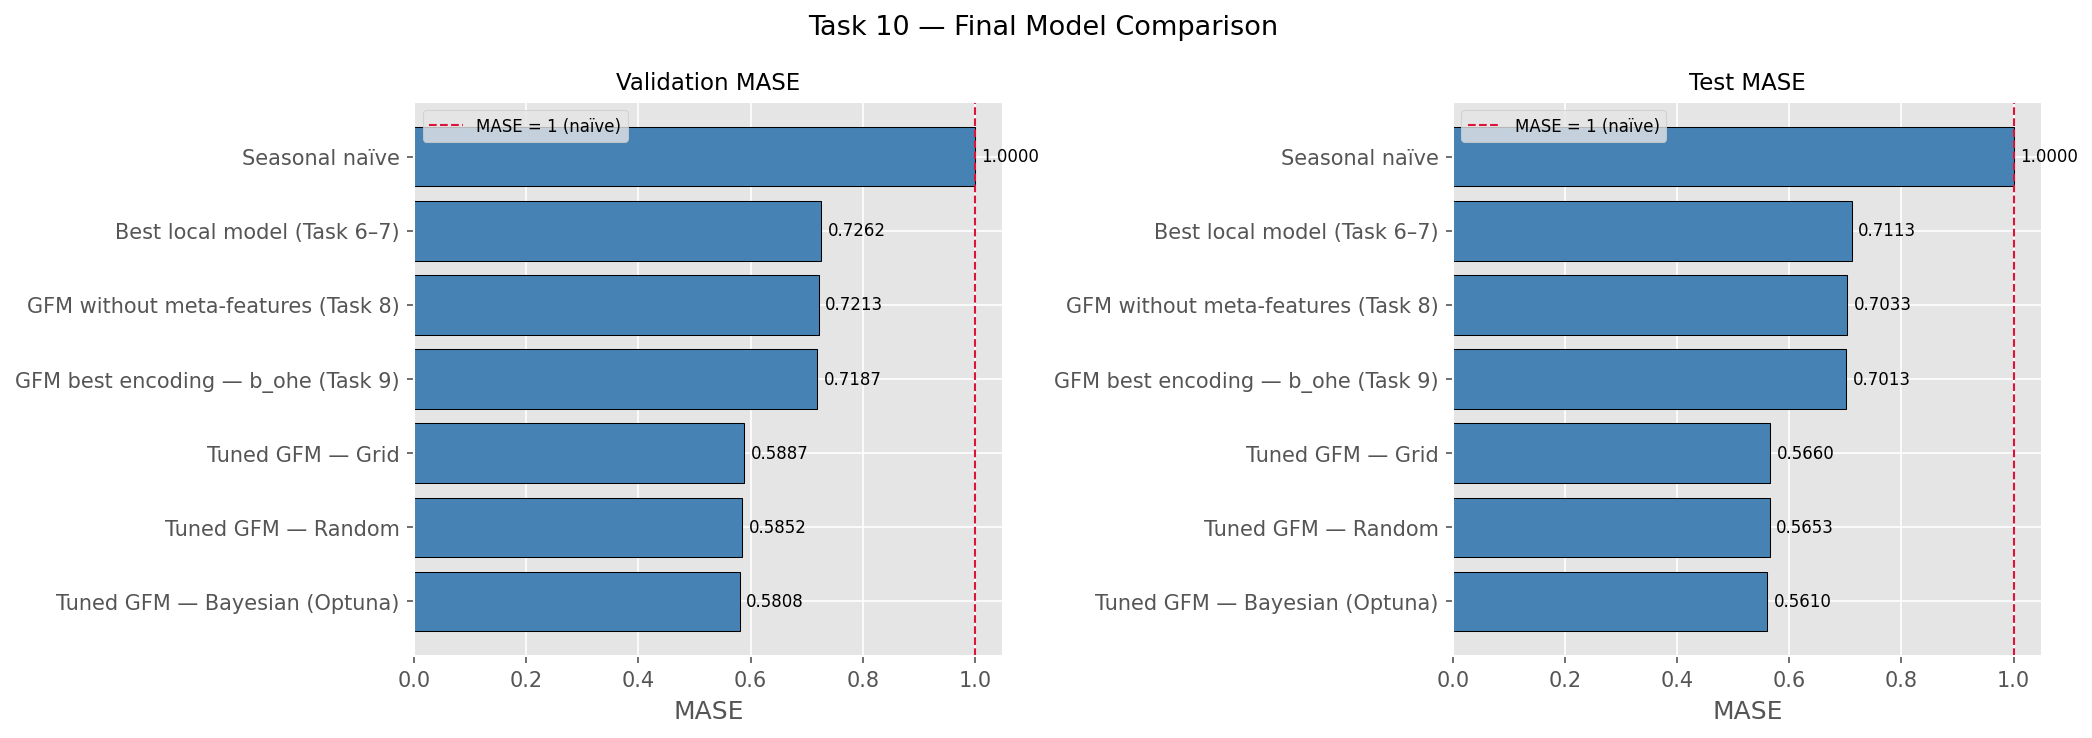 Task 10 — Final Model Comparison
Validation MASE
MASE = 1 (naïve)
Seasonal naïve
1.0000
Best local model (Task 6–7)
0.7262
GFM without meta-features (Task 8)
0.7213
GFM best encoding — b_ohe (Task 9)
0.7187
Tuned GFM — Grid
0.5887
Tuned GFM — Random
0.5852
Tuned GFM — Bayesian (Optuna)
0.5808
0.0 0.2 0.4 0.6 0.8 1.0
MASE
Test MASE
MASE = 1 (naïve)
Seasonal naïve
1.0000
Best local model (Task 6–7)
0.7113
GFM without meta-features (Task 8)
0.7033
GFM best encoding — b_ohe (Task 9)
0.7013
Tuned GFM — Grid
0.5660
Tuned GFM — Random
0.5653
Tuned GFM — Bayesian (Optuna)
0.5610
0.0 0.2 0.4 0.6 0.8 1.0
MASE